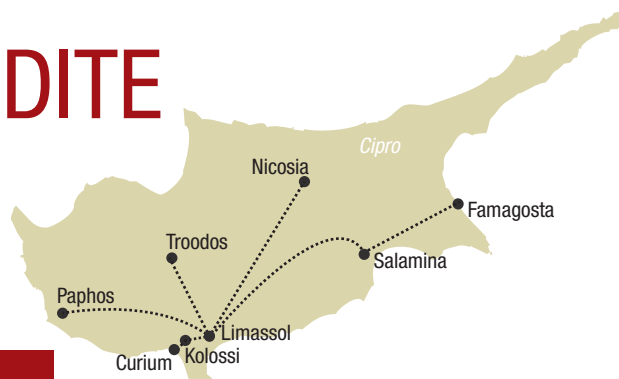 DITE
Cipro
Nicosia
Famagosta
Troodos
Salamina
Paphos
Limassol
Kolossi
Curium